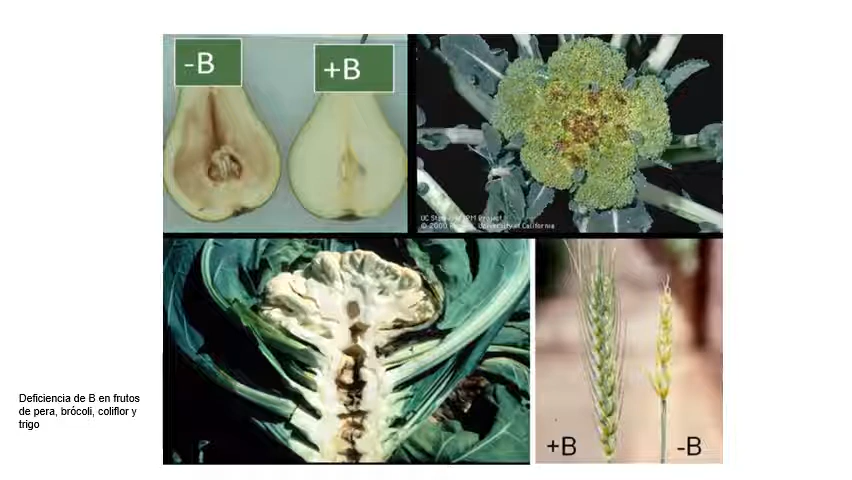 -B
+B
UC Statewide IPM Project
© 2000 Regents, University of California
Deficiencia de B en frutos
de pera, brócoli, coliflor y
trigo
+B
-B